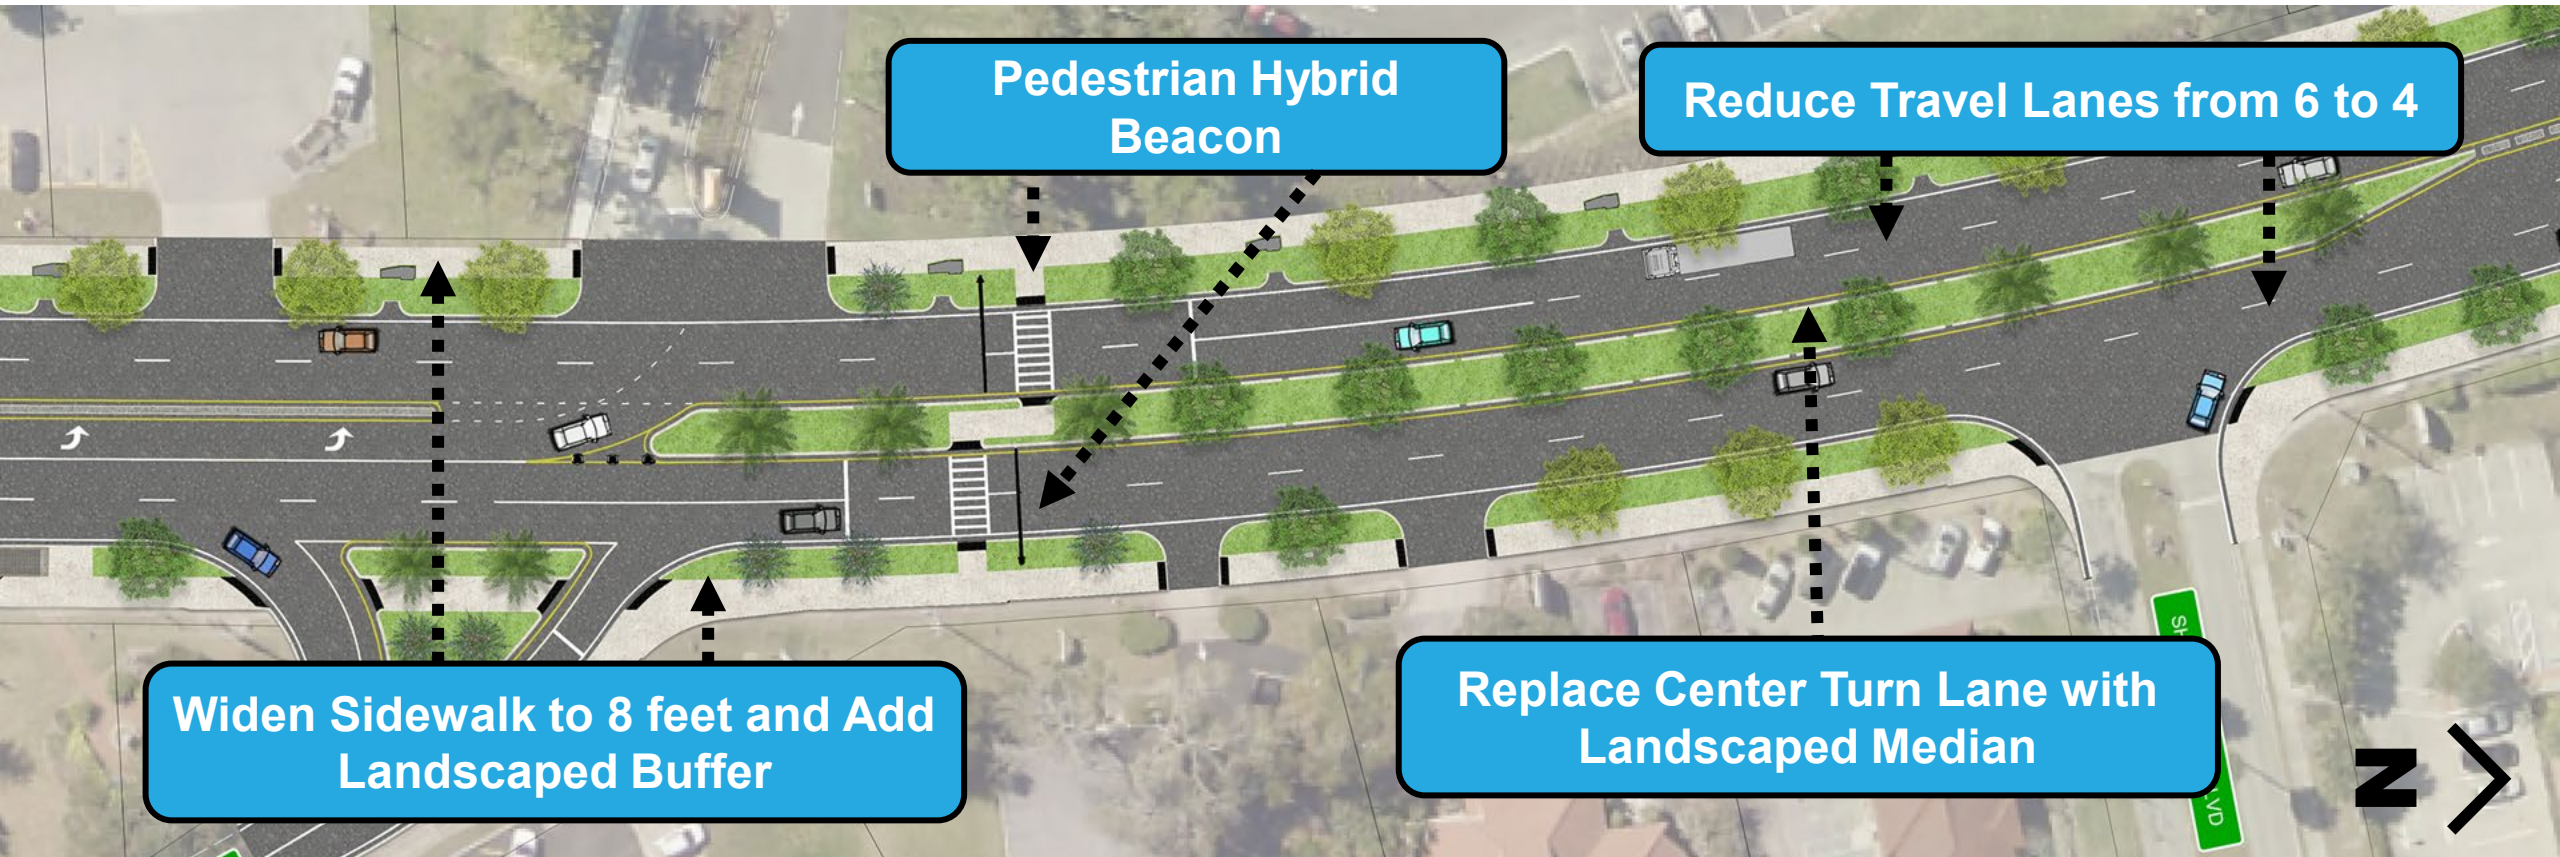 Pedestrian Hybrid
Beacon
Reduce Travel Lanes from 6 to 4
Widen Sidewalk to 8 feet and Add
Landscaped Buffer
Replace Center Turn Lane with
Landscaped Median
N